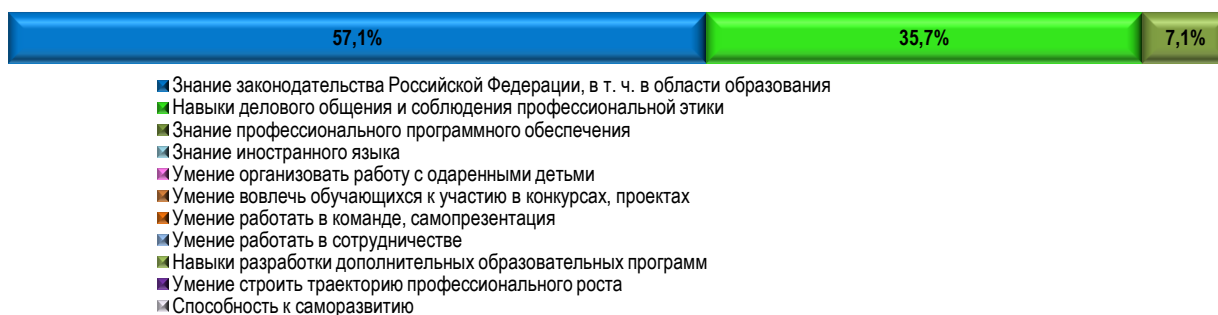 57,1% 35,7% 7,1%
Знание законодательства Российской Федерации, в т. ч. в области образования
Навыки делового общения и соблюдения профессиональной этики
Знание профессионального программного обеспечения
Знание иностранного языка
Умение организовать работу с одаренными детьми
Умение вовлечь обучающихся к участию в конкурсах, проектах
Умение работать в команде, самопрезентация
Умение работать в сотрудничестве
Навыки разработки дополнительных образовательных программ
Умение строить траекторию профессионального роста
Способность к саморазвитию